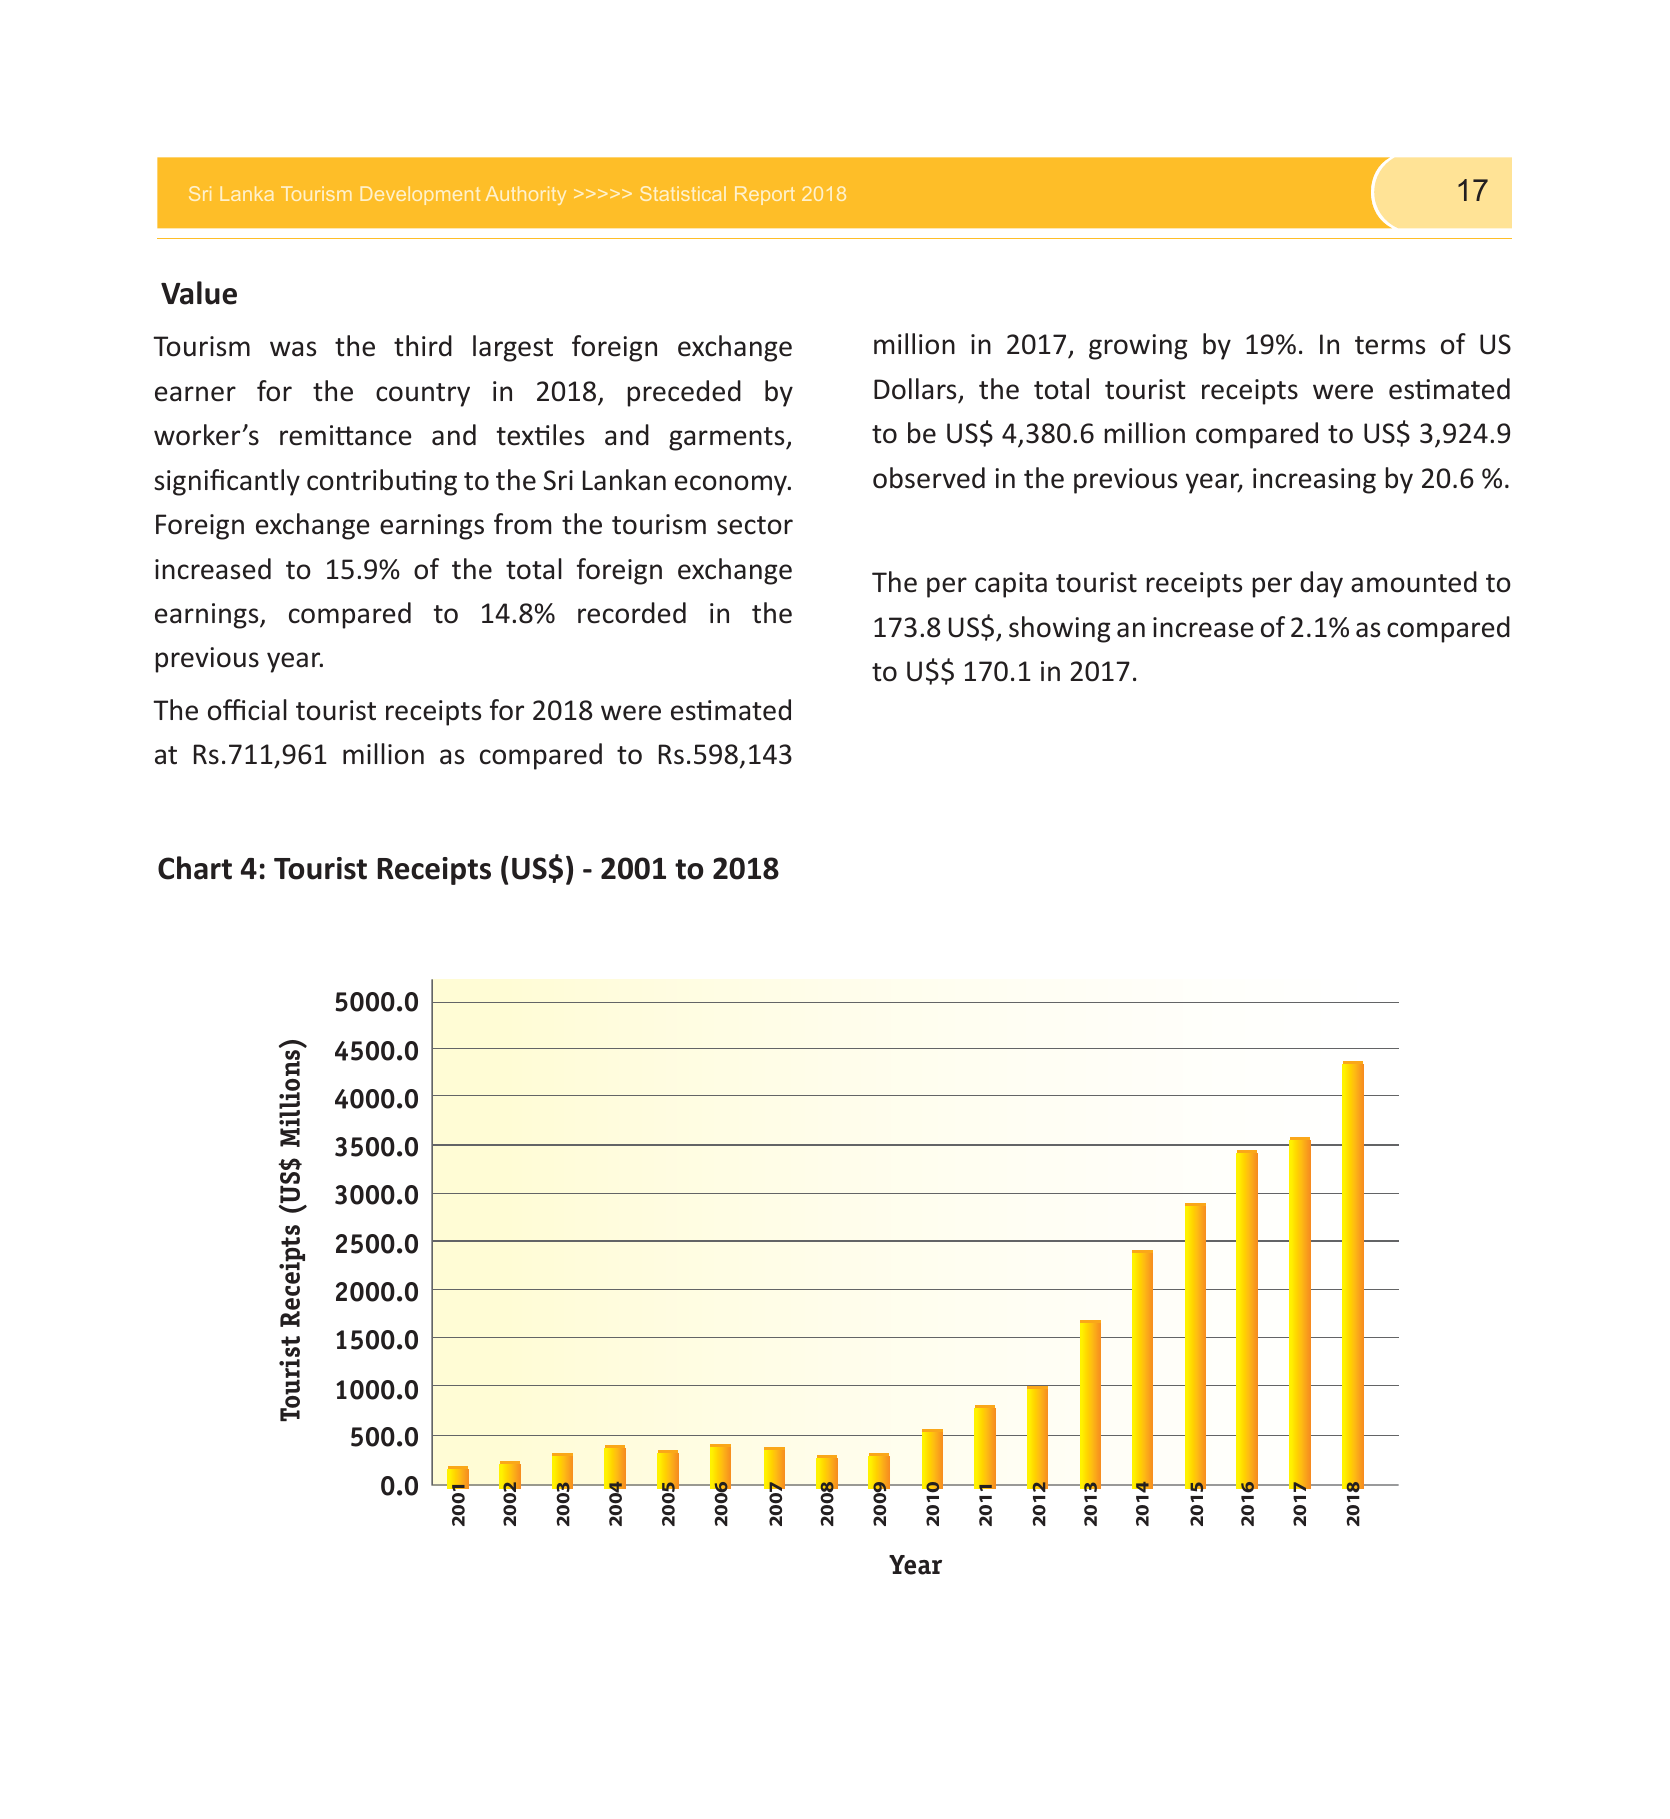 Sri Lanka Tourism Development Authority >>>>> Statistical Report 2018
17
Value
Tourism was the third largest foreign exchange
earner for the country in 2018, preceded by
worker's remittance and textiles and garments,
significantly contributing to the Sri Lankan economy.
Foreign exchange earnings from the tourism sector
increased to 15.9% of the total foreign exchange
earnings, compared to 14.8% recorded in the
previous year.
The official tourist receipts for 2018 were estimated
at Rs.711,961 million as compared to Rs.598,143
million in 2017, growing by 19%. In terms of US
Dollars, the total tourist receipts were estimated
to be US$ 4,380.6 million compared to US$ 3,924.9
observed in the previous year, increasing by 20.6 %.
The per capita tourist receipts per day amounted to
173.8 US$, showing an increase of 2.1% as compared
to U$$ 170.1 in 2017.
Chart 4: Tourist Receipts (US$) - 2001 to 2018
Tourist Receipts (US$ Millions)
5000.0
4500.0
4000.0
3500.0
3000.0
2500.0
2000.0
1500.0
1000.0
500.0
0.0
2001
2002
2003
2004
2005
2006
2007
2008
2009
2010
2011
2012
2013
2014
2015
2016
2017
2018
Year